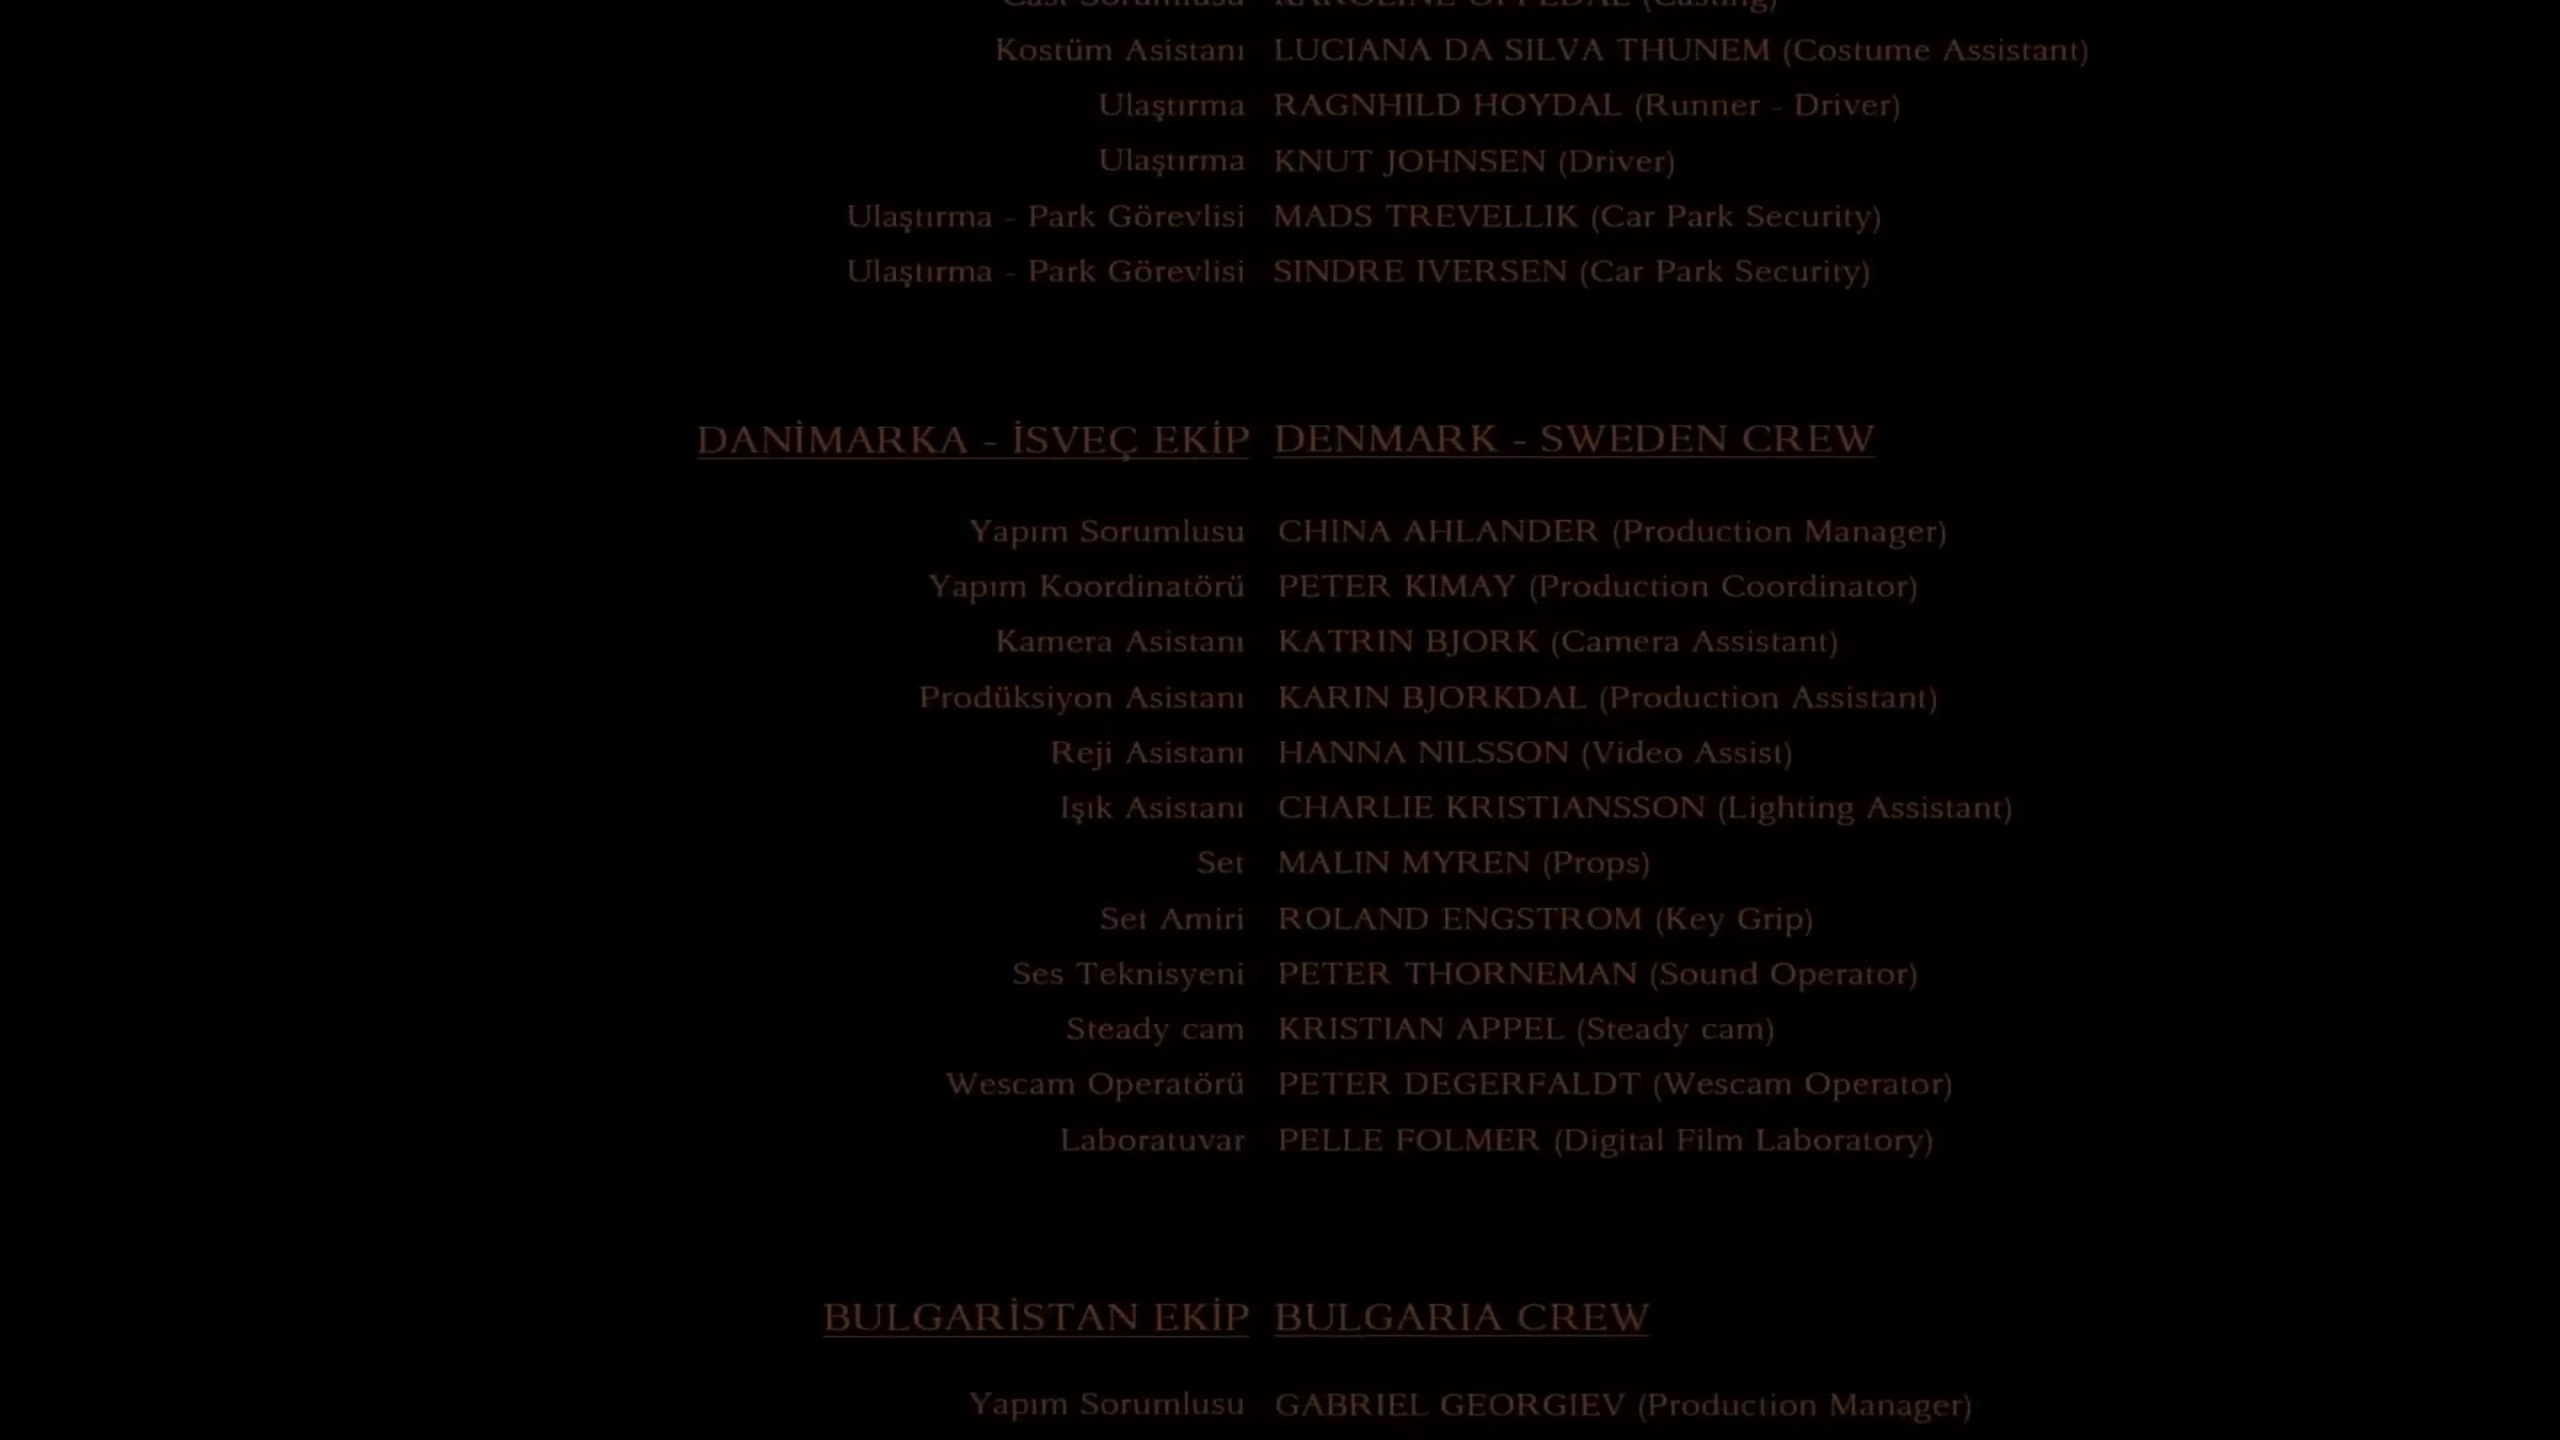 Cast Sorumlusu KAROLINE OPPEDAL (Casting)
Kostüm Asistanı LUCIANA DA SILVA THUNEM (Costume Assistant)
Ulaştırma RAGNHILD HOYDAL (Runner - Driver)
Ulaştırma KNUT JOHNSEN (Driver)
Ulaştırma - Park Görevlisi MADS TREVELLIK (Car Park Security)
Ulaştırma - Park Görevlisi SINDRE IVERSEN (Car Park Security)
DANİMARKA - İSVEÇ EKİP DENMARK - SWEDEN CREW
Yapım Sorumlusu CHINA AHLANDER (Production Manager)
Yapım Koordinatörü PETER KIMAY (Production Coordinator)
Kamera Asistanı KATRIN BJORK (Camera Assistant)
Prodüksiyon Asistanı KARIN BJORKDAL (Production Assistant)
Reji Asistanı HANNA NILSSON (Video Assist)
Işık Asistanı CHARLIE KRISTIANSSON (Lighting Assistant)
Set MALIN MYREN (Props)
Set Amiri ROLAND ENGSTROM (Key Grip)
Ses Teknisyeni PETER THORNEMAN (Sound Operator)
Steady cam KRISTIAN APPEL (Steady cam)
Wescam Operatörü PETER DEGERFALDT (Wescam Operator)
Laboratuvar PELLE FOLMER (Digital Film Laboratory)
BULGARİSTAN EKİP BULGARIA CREW
Yapım Sorumlusu GABRIEL GEORGIEV (Production Manager)